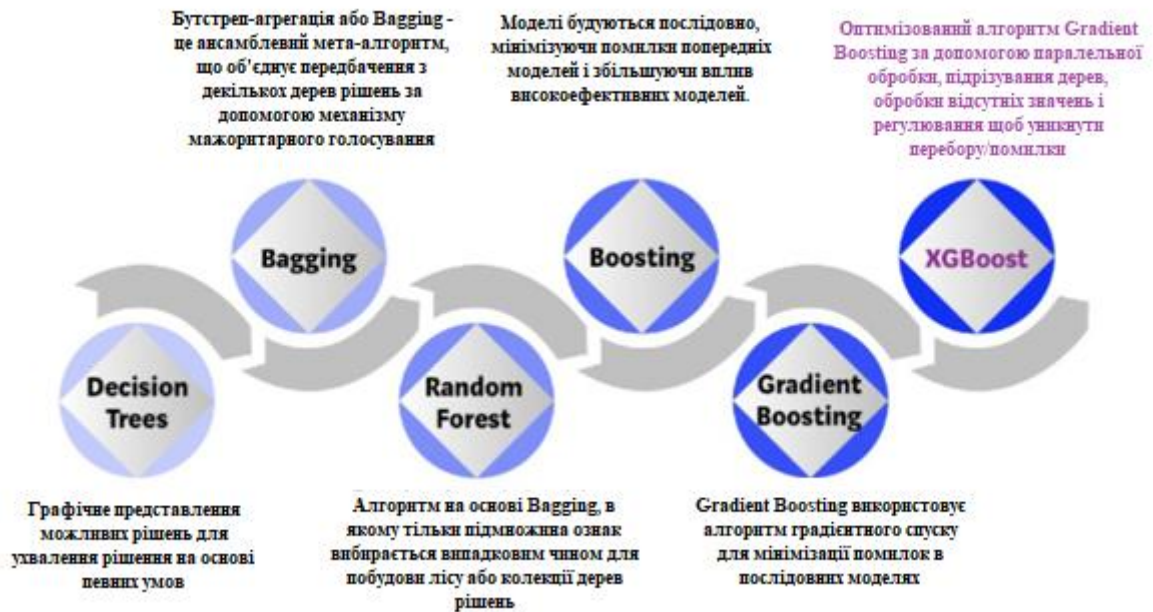 Бутстреп-агрегація або Bagging -
це ансамблевий мета-алгоритм,
що об'єднує передбачення з
декількох дерев рішень за
допомогою механізму
мажоритарного голосування
Моделі будуються послідовно,
мінімізуючи помилки попередніх
моделей і збільшуючи вплив
високоефективних моделей.
Оптимізований алгоритм Gradient
Boosting за допомогою паралельної
обробки, підрізування дерев,
обробки відсутніх значень і
регулювання щоб уникнути
перебору/помилки
Bagging
Boosting
XGBoost
Decision
Trees
Random
Forest
Gradient
Boosting
Графічне представлення
можливих рішень для
ухвалення рішення на основі
певних умов
Алгоритм на основі Bagging, в
якому тільки підмножина ознак
вибирається випадковим чином для
побудови лісу або колекції дерев
рішень
Gradient Boosting використовує
алгоритм градієнтного спуску
для мінімізації помилок в
послідовних моделях